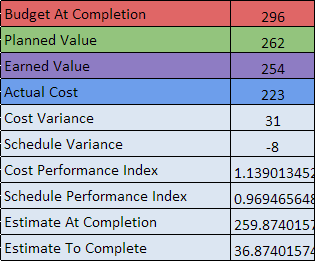 Budget At Completion 296
Planned Value 262
Earned Value 254
Actual Cost 223
Cost Variance 31
Schedule Variance -8
Cost Performance Index 1.139013452
Schedule Performance Index 0.969465648
Estimate At Completion 259.8740157
Estimate To Complete 36.87401574